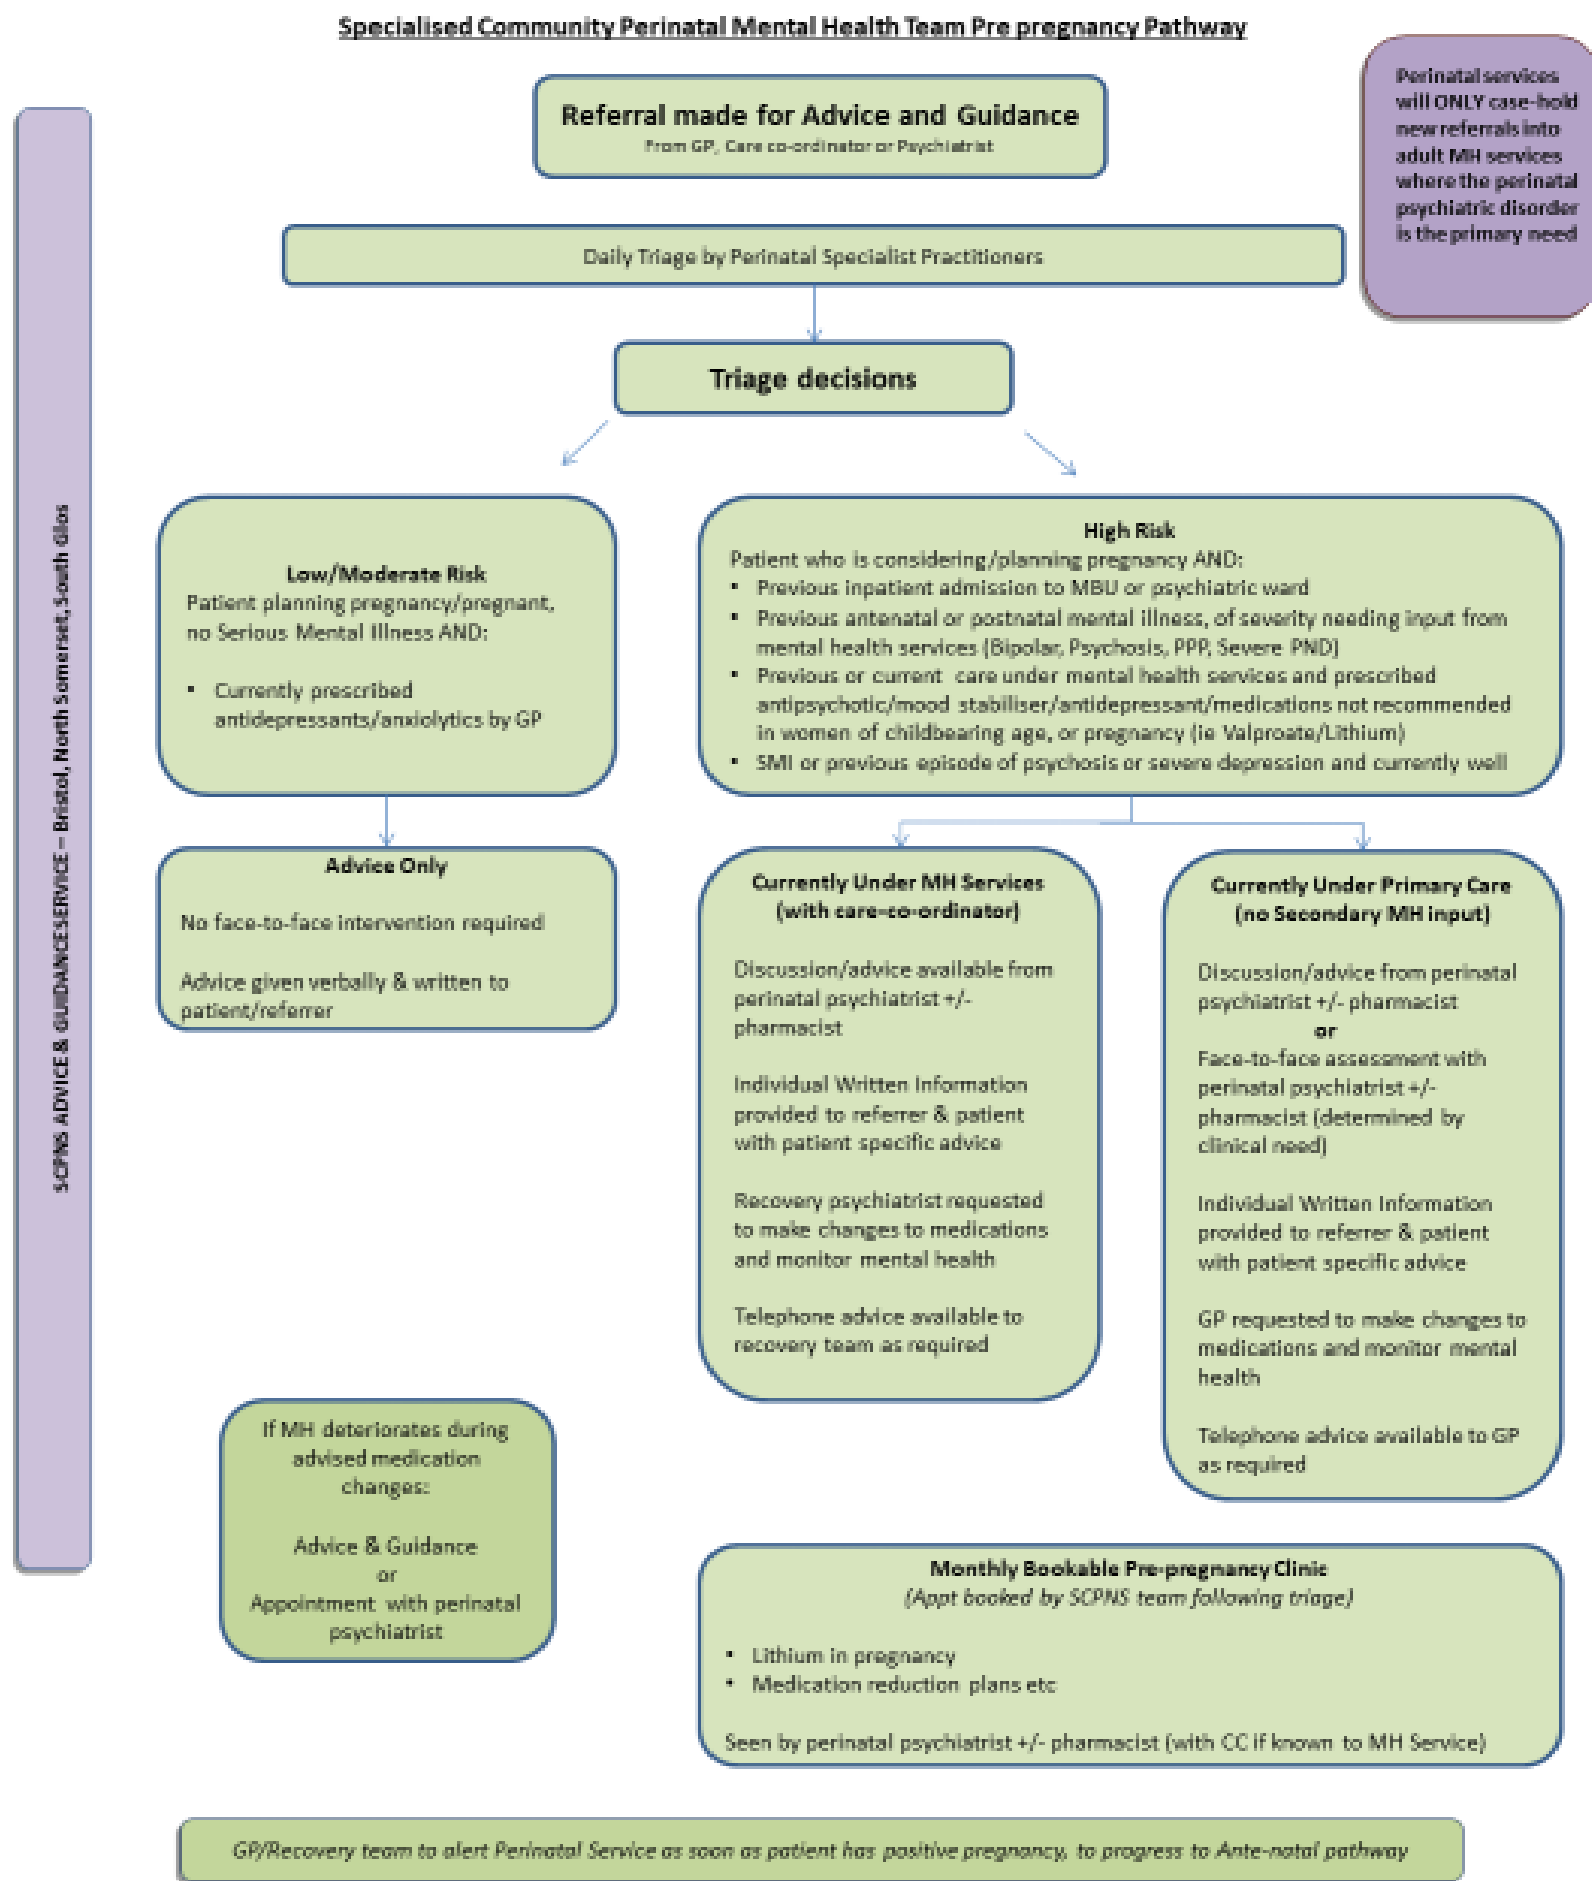 Specialised Community Perinatal Mental Health Team Pre pregnancy Pathway
Perinatal services
will ONLY case-hold
new referrals into
adult MH services
where the perinatal
psychiatric disorder
is the primary need
Referral made for Advice and Guidance
From GP, Care co-ordinator or Psychiatrist
Daily Triage by Perinatal Specialist Practitioners
Triage decisions
SCPNS ADVICE & GUIDANCE SERVICE – Bristol, North Somerset, South Glos
Low/Moderate Risk
Patient planning pregnancy/pregnant,
no Serious Mental Illness AND:
• Currently prescribed
antidepressants/anxiolytics by GP
High Risk
Patient who is considering/planning pregnancy AND:
• Previous inpatient admission to MBU or psychiatric ward
• Previous antenatal or postnatal mental illness, of severity needing input from
mental health services (Bipolar, Psychosis, PPP, Severe PND)
• Previous or current care under mental health services and prescribed
antipsychotic/mood stabiliser/antidepressant/medications not recommended
in women of childbearing age, or pregnancy (ie Valproate/Lithium)
• SMI or previous episode of psychosis or severe depression and currently well
Advice Only
No face-to-face intervention required
Advice given verbally & written to
patient/referrer
Currently Under MH Services
(with care-co-ordinator)
Discussion/advice available from
perinatal psychiatrist +/-
pharmacist
Individual Written Information
provided to referrer & patient
with patient specific advice
Recovery psychiatrist requested
to make changes to medications
and monitor mental health
Telephone advice available to
recovery team as required
Currently Under Primary Care
(no Secondary MH input)
Discussion/advice from perinatal
psychiatrist +/- pharmacist
or
Face-to-face assessment with
perinatal psychiatrist +/-
pharmacist (determined by
clinical need)
Individual Written Information
provided to referrer & patient
with patient specific advice
GP requested to make changes to
medications and monitor mental
health
Telephone advice available to GP
as required
If MH deteriorates during
advised medication
changes:
Advice & Guidance
or
Appointment with perinatal
psychiatrist
Monthly Bookable Pre-pregnancy Clinic
(Appt booked by SCPNS team following triage)
• Lithium in pregnancy
• Medication reduction plans etc
Seen by perinatal psychiatrist +/- pharmacist (with CC if known to MH Service)
GP/Recovery team to alert Perinatal Service as soon as patient has positive pregnancy, to progress to Ante-natal pathway